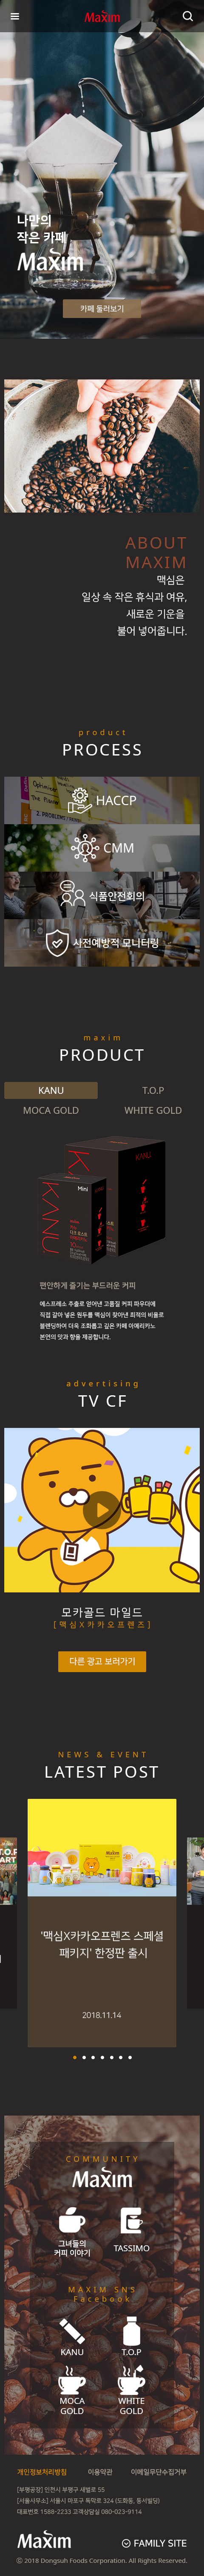 Maxim
나만의
작은 카페
Maxim
카페 둘러보기
ABOUT
MAXIM
맥심은
일상 속 작은 휴식과 여유,
새로운 기운을
불어 넣어줍니다.
product
PROCESS
HACCP
CMM
식품안전회의
사전예방적 모니터링
maxim
PRODUCT
KANU
T.O.P
MOCA GOLD
WHITE GOLD
KANU
Mini
KANU
편안하게 즐기는 부드러운 커피
에스프레소 추출로 얻어낸 고품질 커피 파우더에
직접 갈아 넣은 원두를 맥심이 찾아낸 최적의 비율로
블렌딩하여 더욱 조화롭고 깊은 카페 아메리카노
본연의 맛과 향을 제공합니다.
advertising
TV CF
모카골드 마일드
[맥심X카카오프렌즈]
다른 광고 보러가기
NEWS & EVENT
LATEST POST
Maxim
'맥심X카카오프렌즈 스페셜
패키지' 한정판 출시
2018.11.14
COMMUNITY
Maxim
그녀들의
커피 이야기
TASSIMO
MAXIM SNS
Facebook
KANU
T.O.P
MOCA
GOLD
WHITE
GOLD
개인정보처리방침
이용약관
이메일무단수집거부
[부평공장] 인천시 부평구 새벌로 55
[서울사무소] 서울시 마포구 독막로 324 (도화동, 동서빌딩)
대표번호 1588-2233 고객상담실 080-023-9114
Maxim
FAMILY SITE
ⓒ 2018 Dongsuh Foods Corporation. All Rights Reserved.